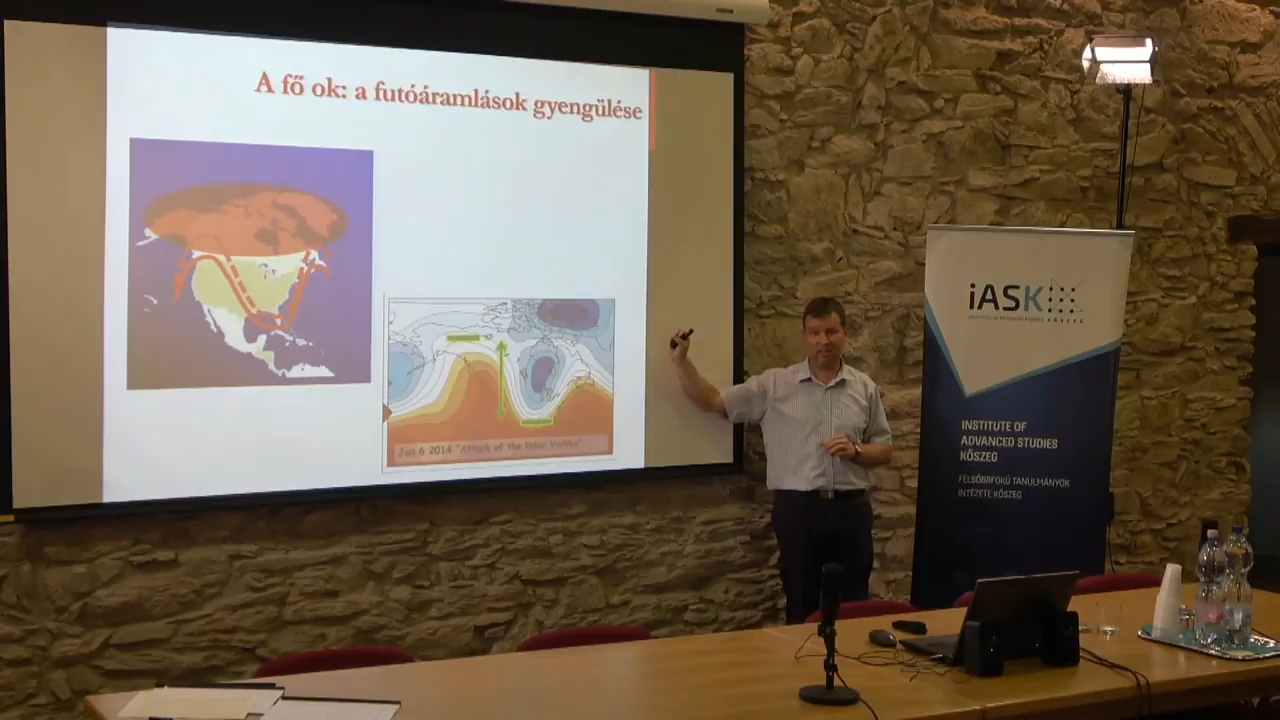 A fő ok: a futóáramlások gyengülése
Jan 6 2014 "Attack of the Polar Vortex"
iASK
INSTITUTE OF ADVANCED STUDIES KŐSZEG
INSTITUTE OF
ADVANCED STUDIES
KŐSZEG
FELSŐBBFOKÚ TANULMÁNYOK
INTÉZETE KŐSZEG